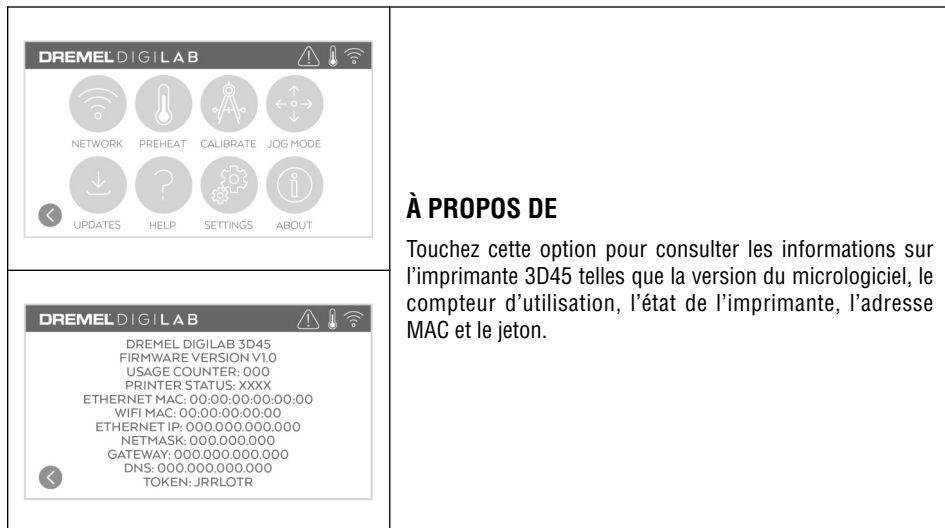 DREMEL DIGILAB
NETWORK PREHEAT CALIBRATE JOG MODE
UPDATES HELP SETTINGS ABOUT
À PROPOS DE
Touchez cette option pour consulter les informations sur
l’imprimante 3D45 telles que la version du micrologiciel, le
compteur d’utilisation, l’état de l’imprimante, l’adresse
MAC et le jeton.
DREMEL DIGILAB
DREMEL DIGILAB 3D45
FIRMWARE VERSION V1.0
USAGE COUNTER: 000
PRINTER STATUS: XXXX
ETHERNET MAC: 00:00:00:00:00:00
WIFI MAC: 00:00:00:00:00
ETHERNET IP: 000.000.000.000
NETMASK: 000.000.000
GATEWAY: 000.000.000.000
DNS: 000.000.000.000
TOKEN: JRRLOTR